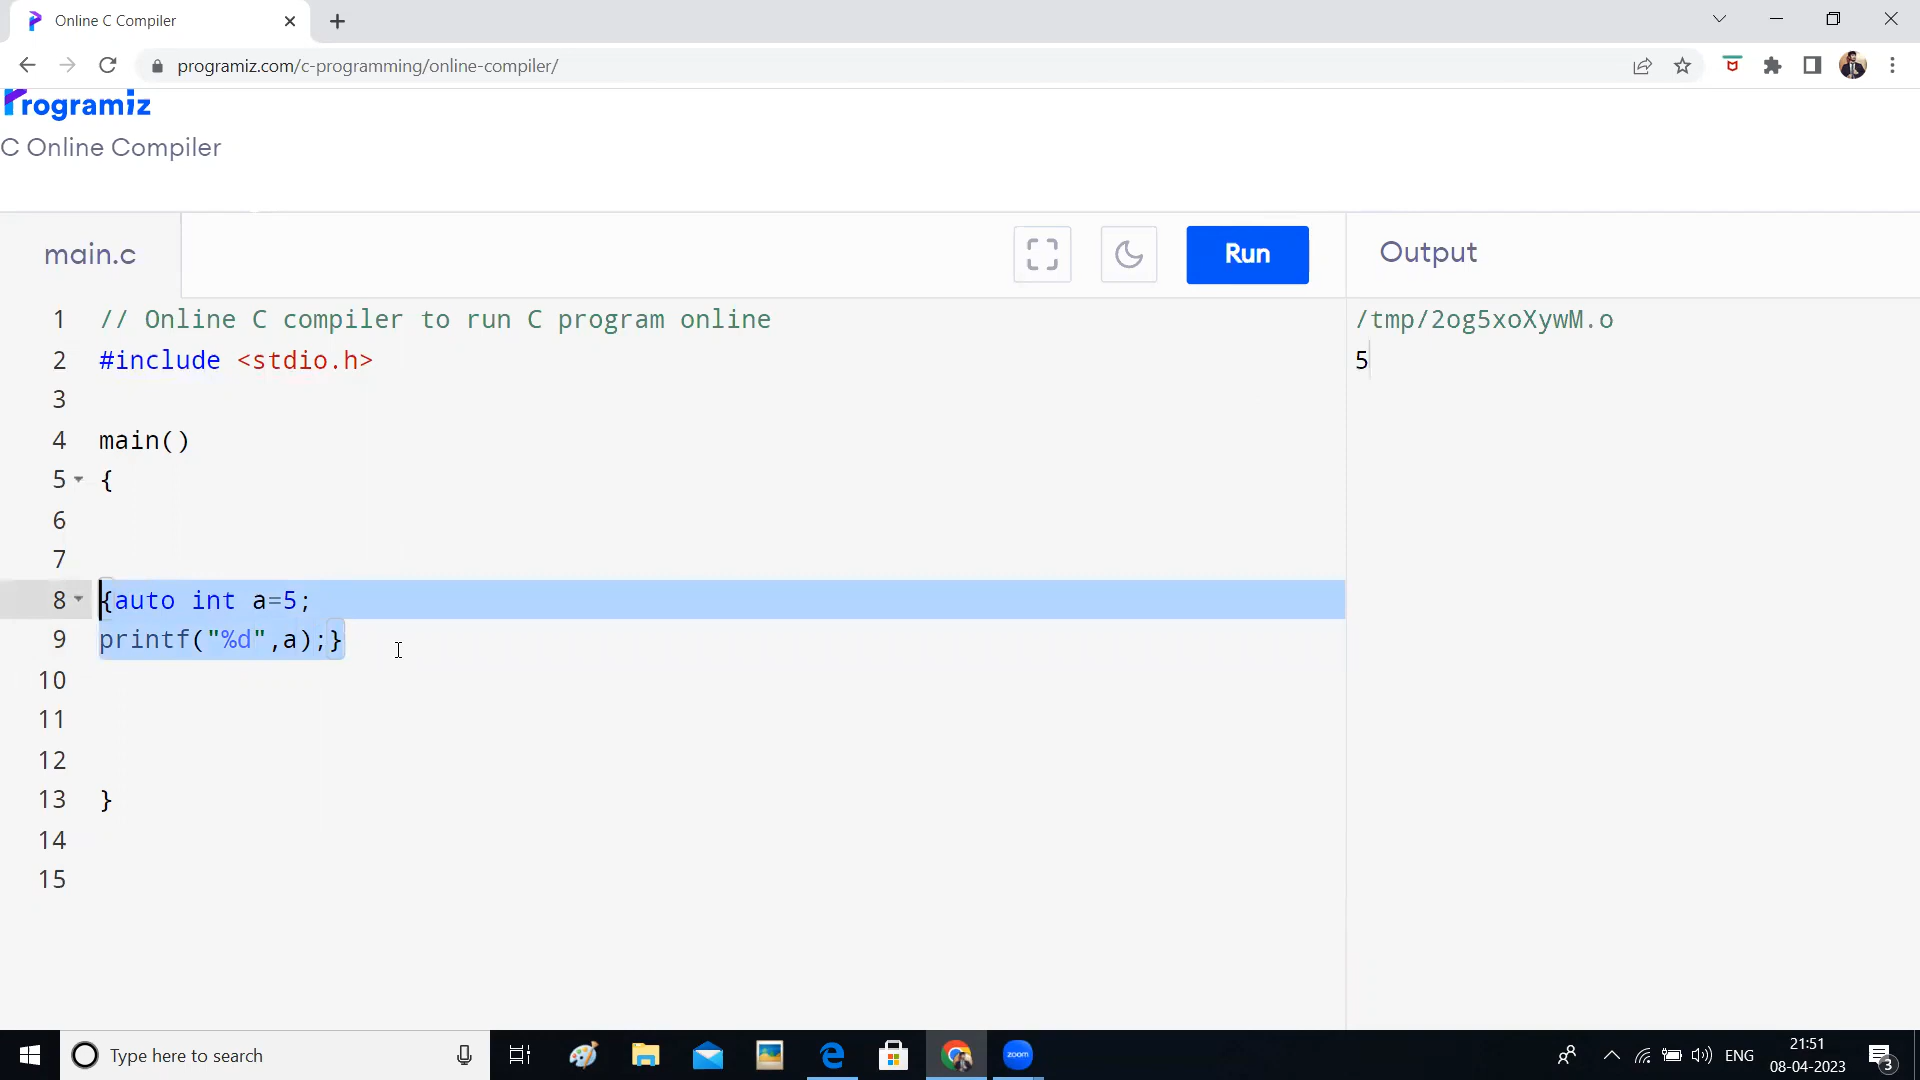 Online C Compiler
programiz.com/c-programming/online-compiler/
Programiz
C Online Compiler
main.c
Run
Output
1 // Online C compiler to run C program online
2 #include <stdio.h>
3
4 main()
5 {
6
7
8 {auto int a=5;
9 printf("%d",a);}
10
11
12
13 }
14
15
/tmp/2og5xoXywM.o
5
Type here to search
zoom
ENG
21:51
08-04-2023
3